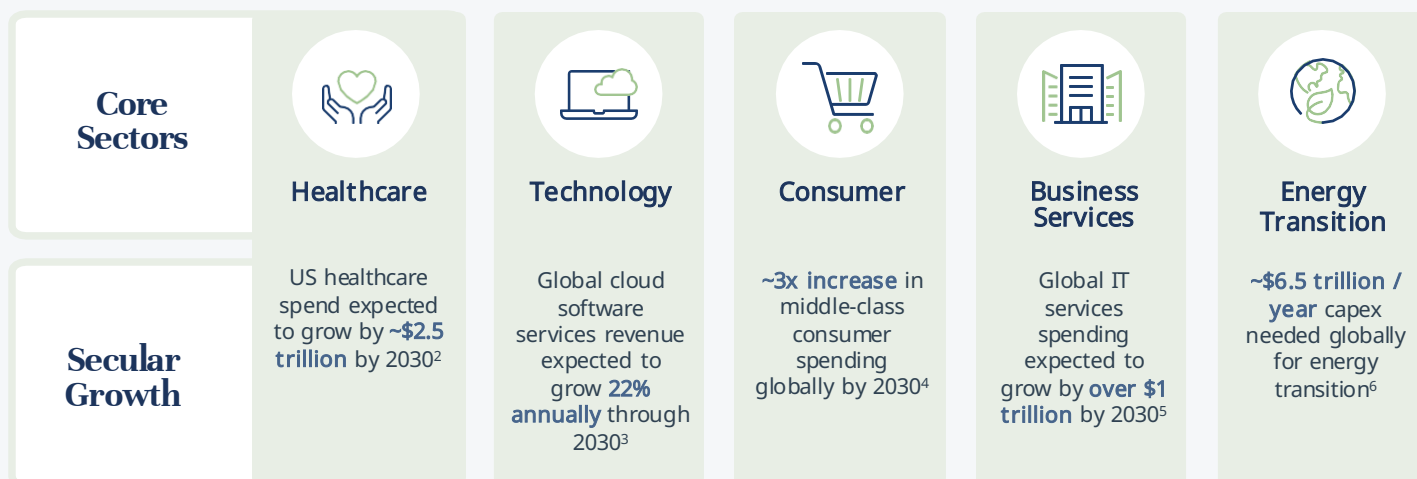 Core
Sectors
Healthcare
Technology
Consumer
Business
Services
Energy
Transition
Secular
Growth
US healthcare
spend expected
to grow by ~$2.5
trillion by 2030²
Global cloud
software
services revenue
expected to
grow 22%
annually through
2030³
~3x increase in
middle-class
consumer
spending
globally by 2030⁴
Global IT
services
spending
expected to
grow by over $1
trillion by 2030⁵
~$6.5 trillion /
year capex
needed globally
for energy
transition⁶